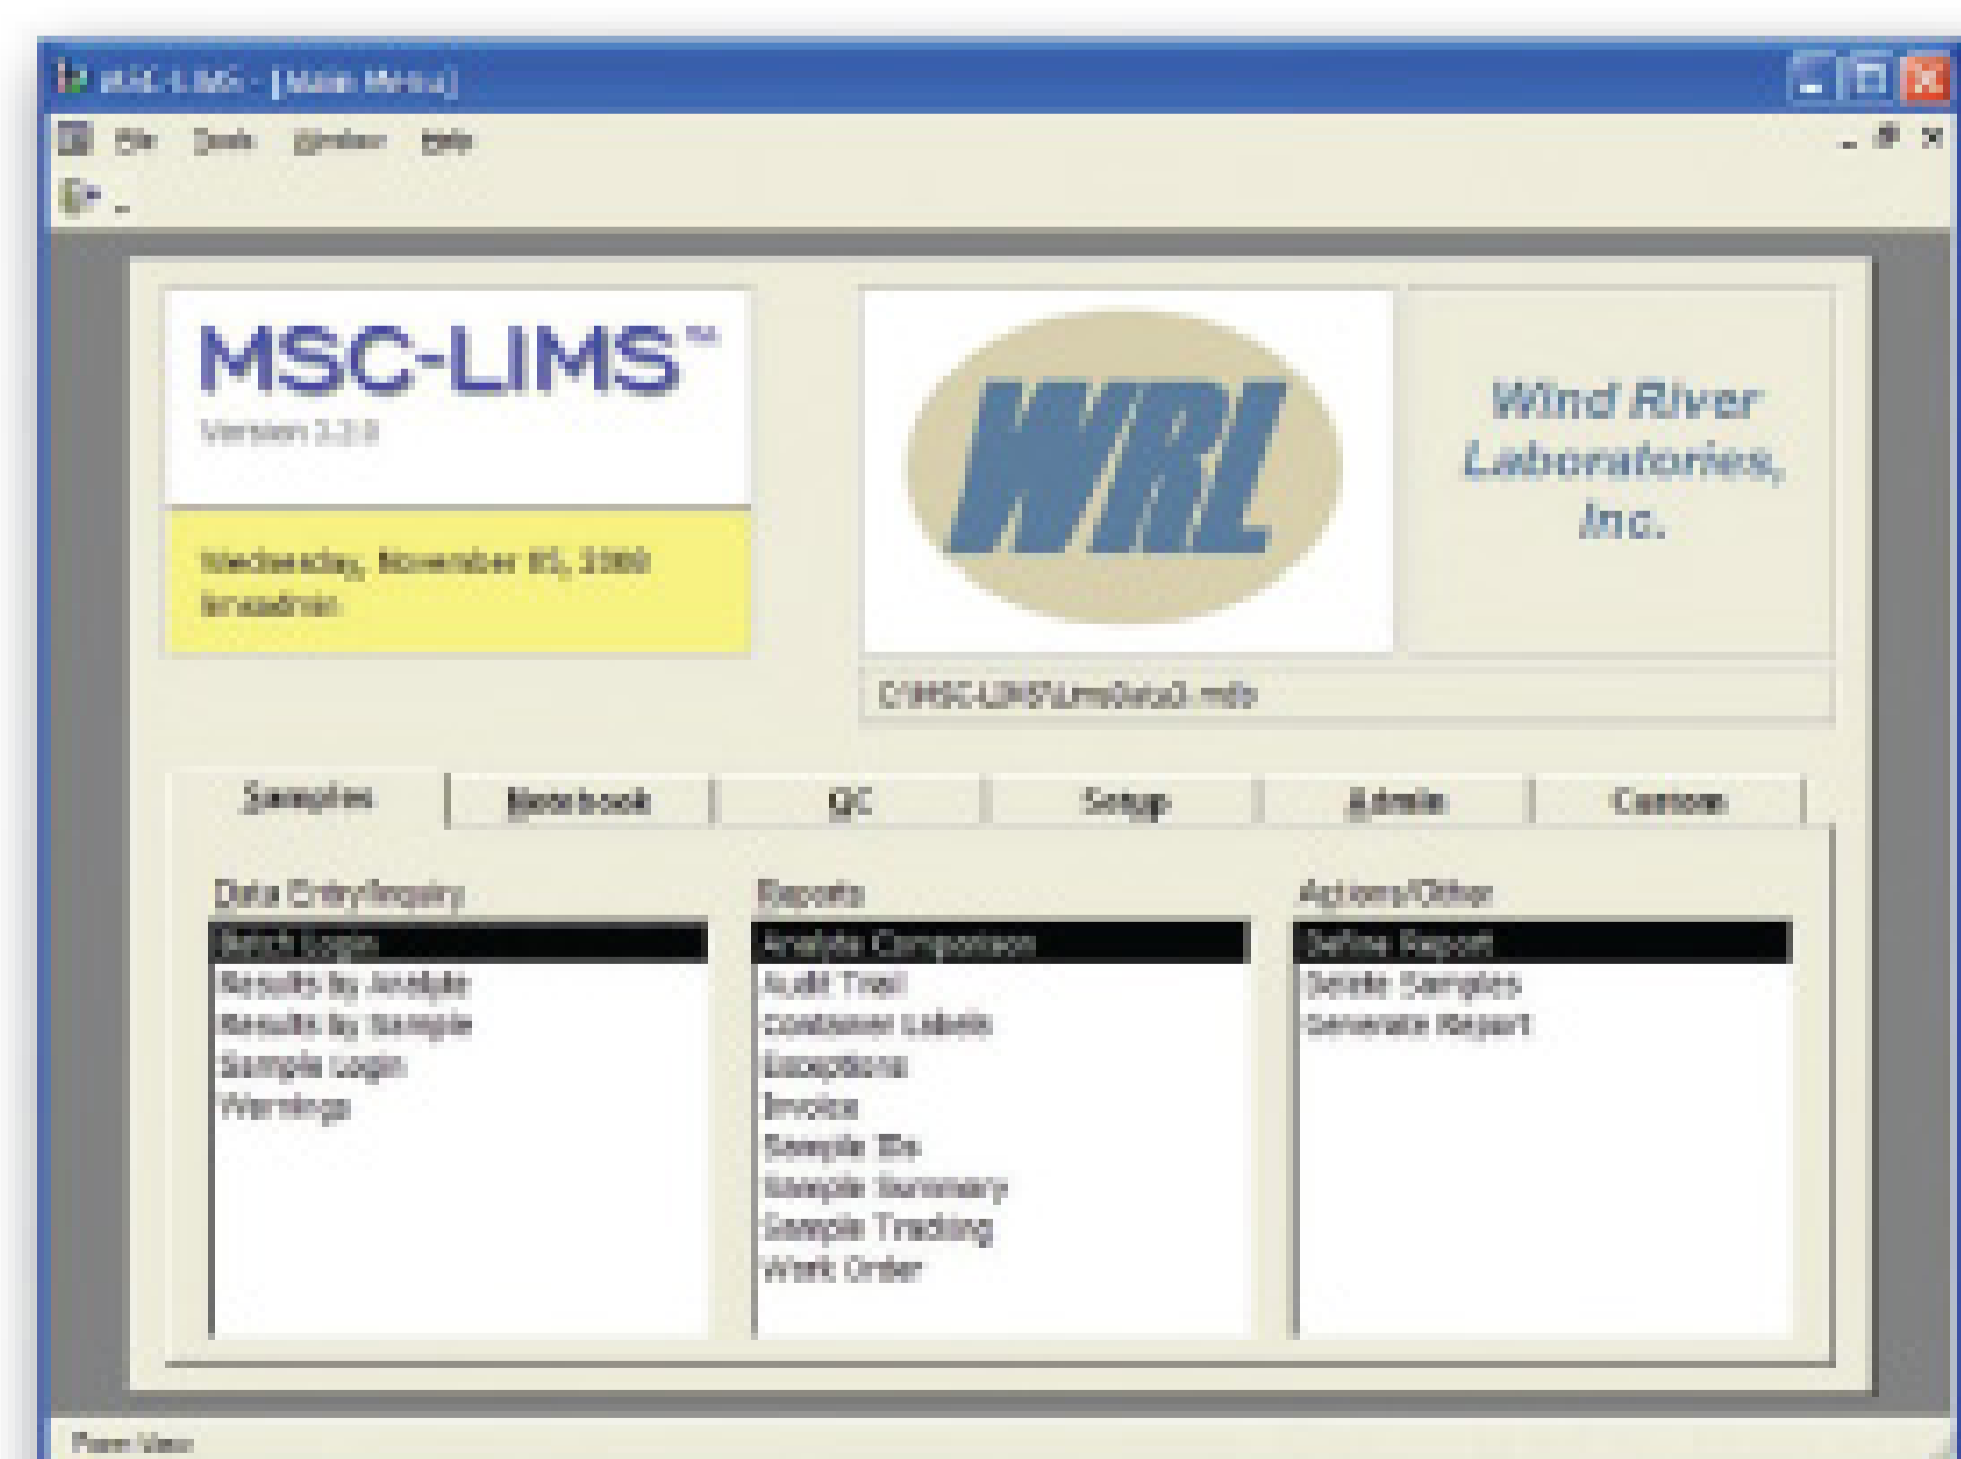 MSC-LIMS - [Main Menu]
File Tools Window Help
MSC-LIMS™
Version
Wednesday, November 05,
WRL
Wind River
Laboratories,
Inc.
Samples Notebook QC Setup Admin Custom
Data Entry/Inquiry
Batch Login
Results by Analyte
Results by Sample
Sample Login
Warnings
Reports
Analyte Comparison
Audit Trail
Container Labels
Exceptions
Invoice
Sample IDs
Sample Summary
Sample Tracking
Work Order
Actions/Other
Define Report
Delete Samples
Generate Report
Form View